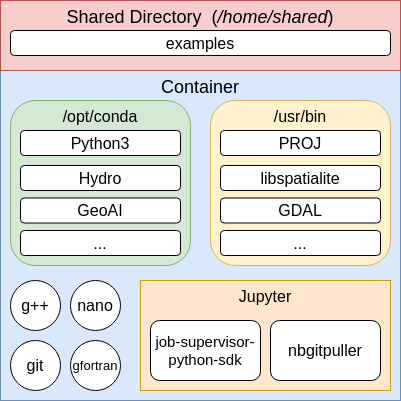 Shared Directory (/home/shared)
examples
Container
/opt/conda
Python3
Hydro
GeoAI
...
/usr/bin
PROJ
libspatialite
GDAL
...
g++
nano
git
gfortran
Jupyter
job-supervisor-
python-sdk
nbgitpuller